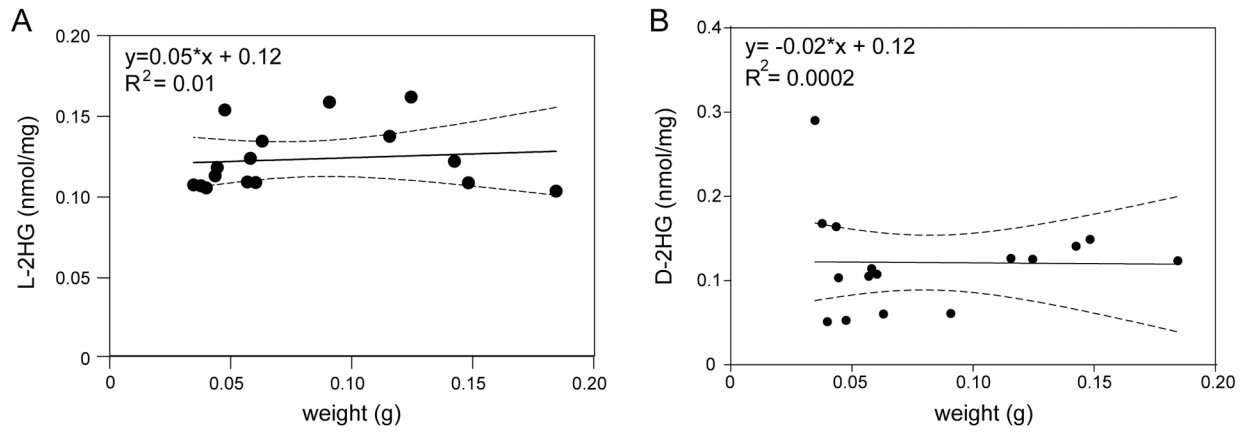 A
y=0.05*x + 0.12
R²= 0.01
L-2HG (nmol/mg)
0.20
0.15
0.10
0.05
0
0
0.05
0.10
0.15
0.20
weight (g)
B
y= -0.02*x + 0.12
R²= 0.0002
D-2HG (nmol/mg)
0.4
0.3
0.2
0.1
0
0
0.05
0.10
0.15
0.20
weight (g)